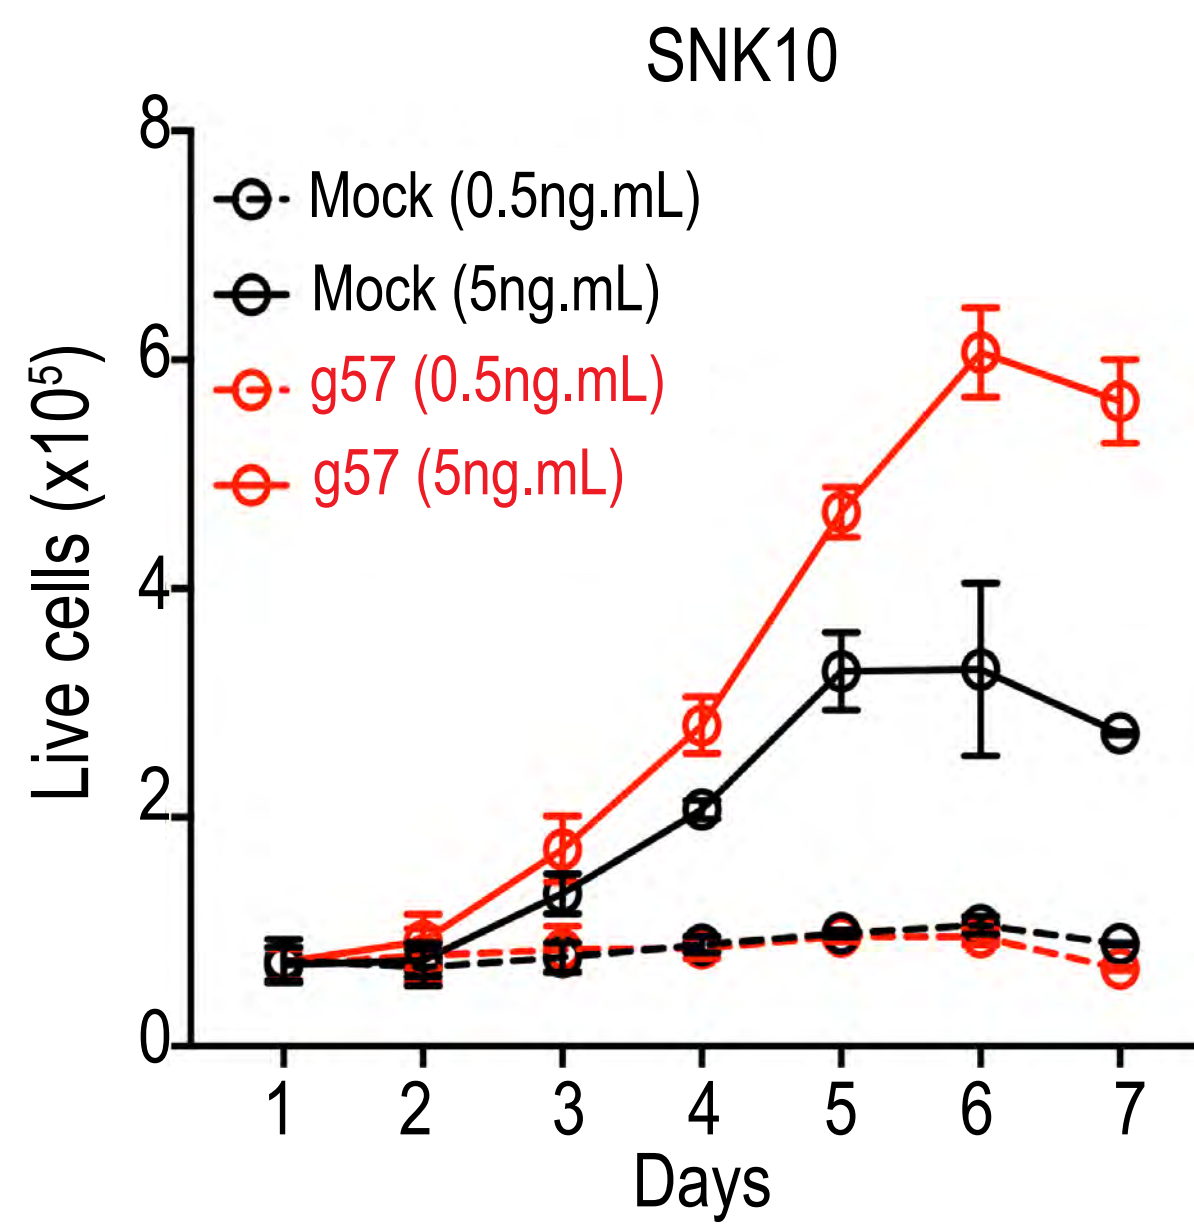 SNK10
8
6
4
2
0
Live cells (x10⁵)
Mock (0.5ng.mL)
Mock (5ng.mL)
g57 (0.5ng.mL)
g57 (5ng.mL)
1 2 3 4 5 6 7
Days